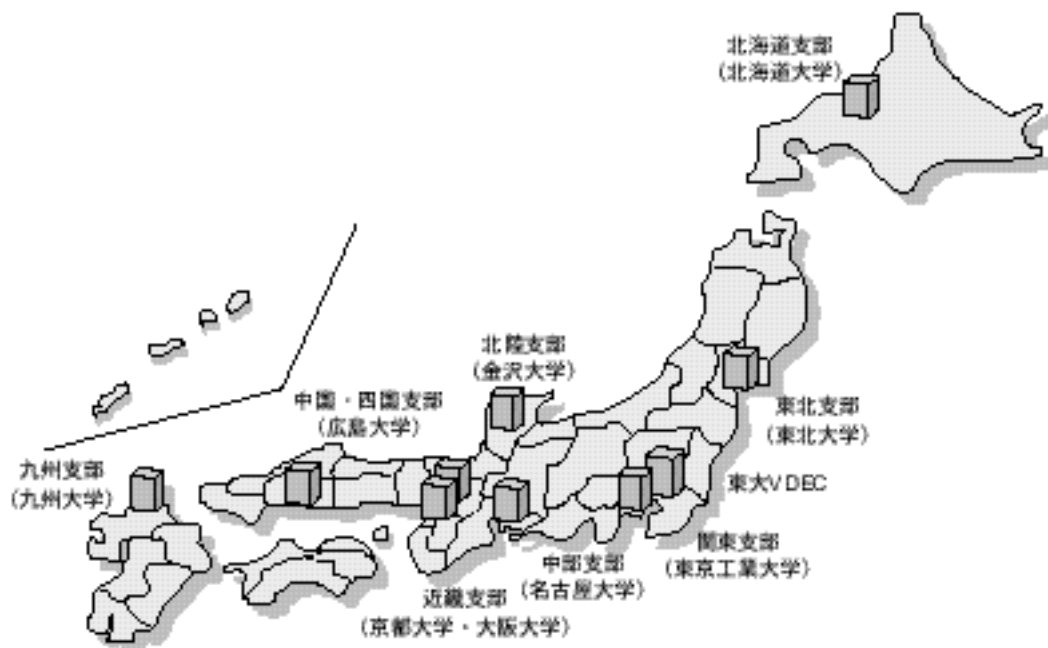 北海道支部
(北海道大学)
北陸支部
(金沢大学)
中国・四国支部
(広島大学)
東北支部
(東北大学)
九州支部
(九州大学)
東大VDEC
関東支部
(東京工業大学)
中部支部
(名古屋大学)
近畿支部
(京都大学・大阪大学)